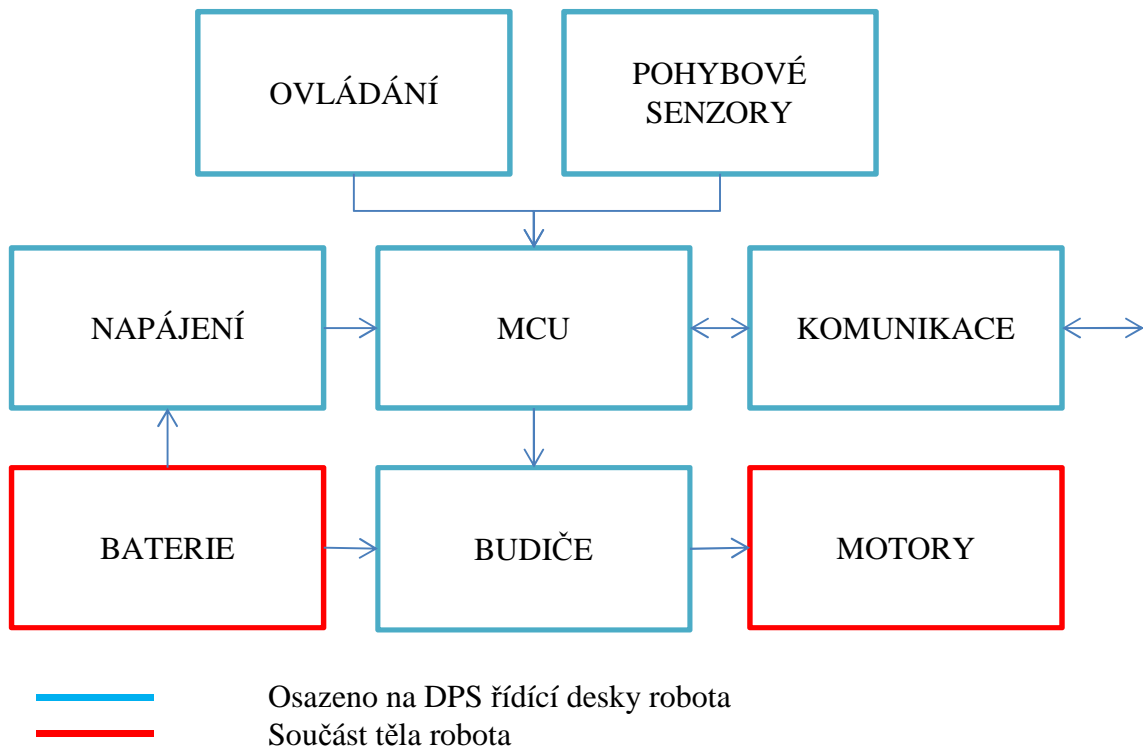 OVLÁDÁNÍ
POHYBOVÉ
SENZORY
NAPÁJENÍ
MCU
KOMUNIKACE
BATERIE
BUDIČE
MOTORY
Osazeno na DPS řídící desky robota
Součást těla robota